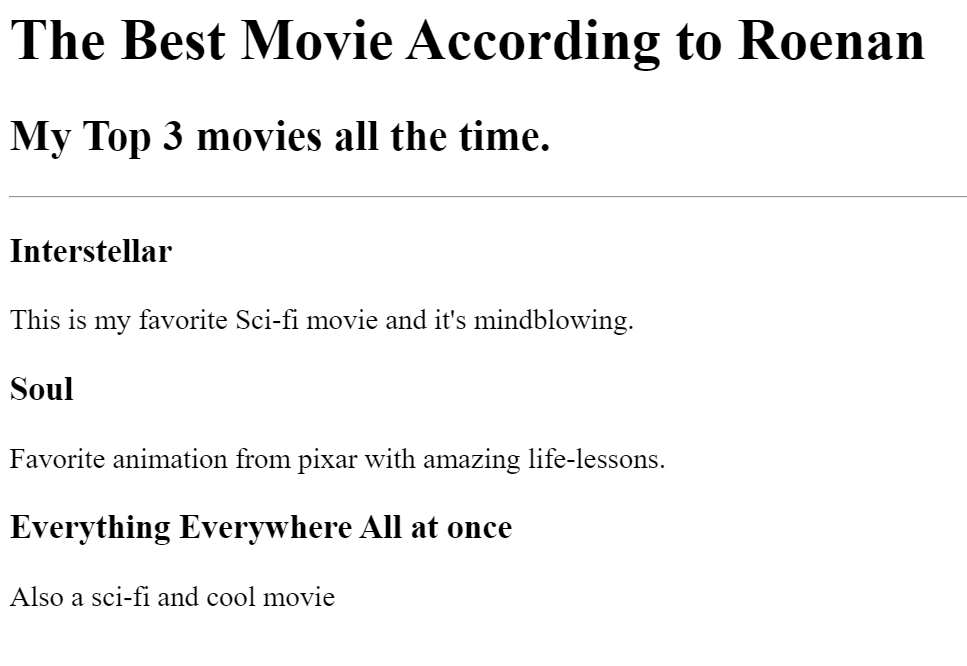 The Best Movie According to Roenan
My Top 3 movies all the time.
Interstellar
This is my favorite Sci-fi movie and it's mindblowing.
Soul
Favorite animation from pixar with amazing life-lessons.
Everything Everywhere All at once
Also a sci-fi and cool movie